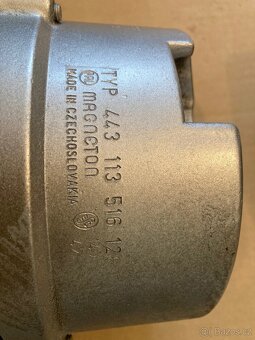 TYP 443 113 516 12
MAGNETON
MADE IN CZECHOSLOVAKIA